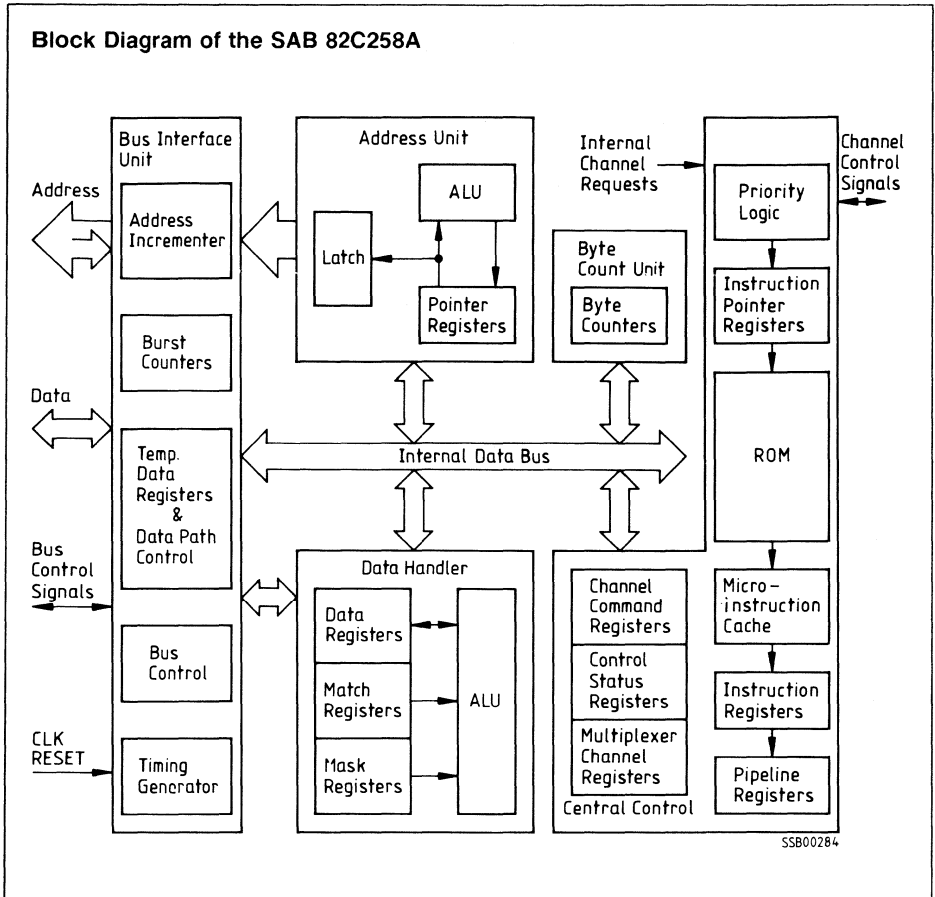 Block Diagram of the SAB 82C258A
Bus Interface
Unit
Address
Address
Incrementer
Burst
Counters
Data
Temp.
Data
Registers
&
Data Path
Control
Bus
Control
Signals
Bus
Control
CLK
RESET
Timing
Generator
Address Unit
ALU
Latch
Pointer
Registers
Internal
Channel
Requests
Byte
Count Unit
Byte
Counters
Channel
Control
Signals
Priority
Logic
Instruction
Pointer
Registers
ROM
Micro-
instruction
Cache
Instruction
Registers
Pipeline
Registers
Internal Data Bus
Data Handler
Data
Registers
Match
Registers
Mask
Registers
ALU
Channel
Command
Registers
Control
Status
Registers
Multiplexer
Channel
Registers
Central Control
SSB00284